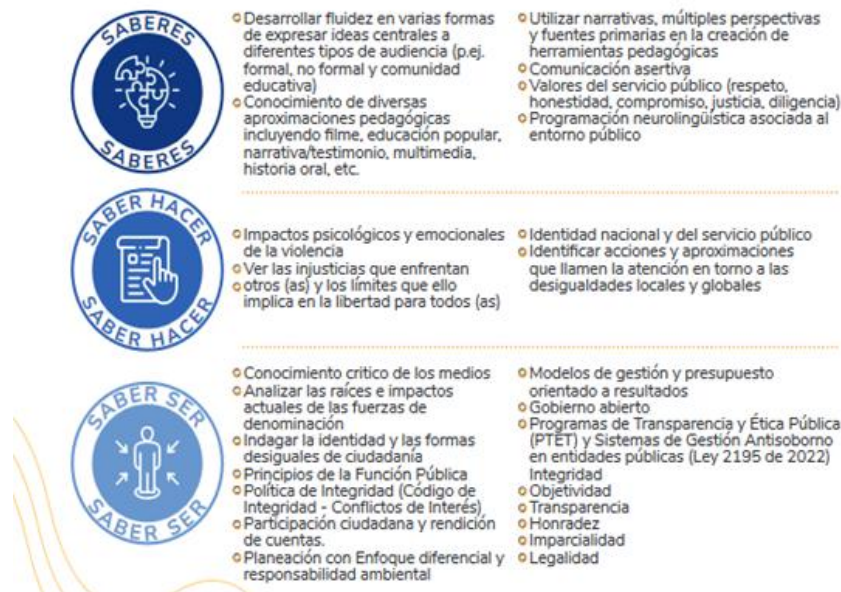 SABERES
SABERES
Desarrollar fluidez en varias formas
de expresar ideas centrales a
diferentes tipos de audiencia (p.ej.
formal, no formal y comunidad
educativa)
Conocimiento de diversas
aproximaciones pedagógicas
incluyendo filme, educación popular,
narrativa/testimonio, multimedia,
historia oral, etc.
Utilizar narrativas, múltiples perspectivas
y fuentes primarias en la creación de
herramientas pedagógicas
Comunicación asertiva
Valores del servicio público (respeto,
honestidad, compromiso, justicia, diligencia)
Programación neurolingüística asociada al
entorno público
SABER HACER
SABER HACER
Impactos psicológicos y emocionales
de la violencia
Ver las injusticias que enfrentan
otros (as) y los límites que ello
implica en la libertad para todos (as)
Identidad nacional y del servicio público
Identificar acciones y aproximaciones
que llamen la atención en torno a las
desigualdades locales y globales
SABER SER
SABER SER
Conocimiento critico de los medios
Analizar las raíces e impactos
actuales de las fuerzas de
denominación
Indagar la identidad y las formas
desiguales de ciudadanía
Principios de la Función Pública
Política de Integridad (Código de
Integridad - Conflictos de Interés)
Participación ciudadana y rendición
de cuentas.
Planeación con Enfoque diferencial y
responsabilidad ambiental
Modelos de gestión y presupuesto
orientado a resultados
Gobierno abierto
Programas de Transparencia y Ética Pública
(PTET) y Sistemas de Gestión Antisoborno
en entidades públicas (Ley 2195 de 2022)
Integridad
Objetividad
Transparencia
Honradez
Imparcialidad
Legalidad